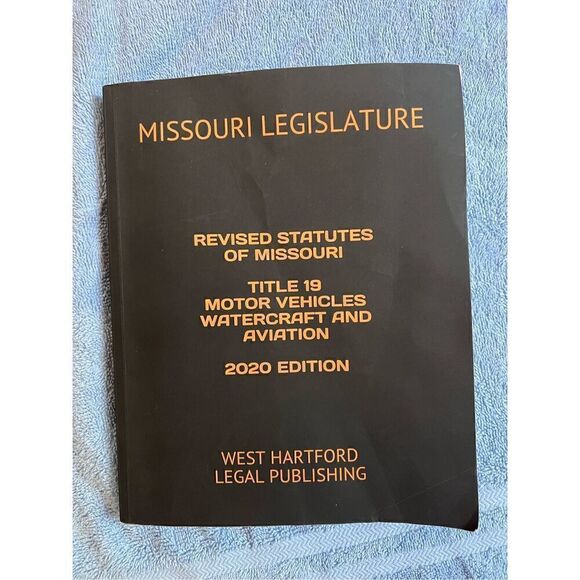 MISSOURI LEGISLATURE
REVISED STATUTES
OF MISSOURI
TITLE 19
MOTOR VEHICLES
WATERCRAFT AND
AVIATION
2020 EDITION
WEST HARTFORD
LEGAL PUBLISHING